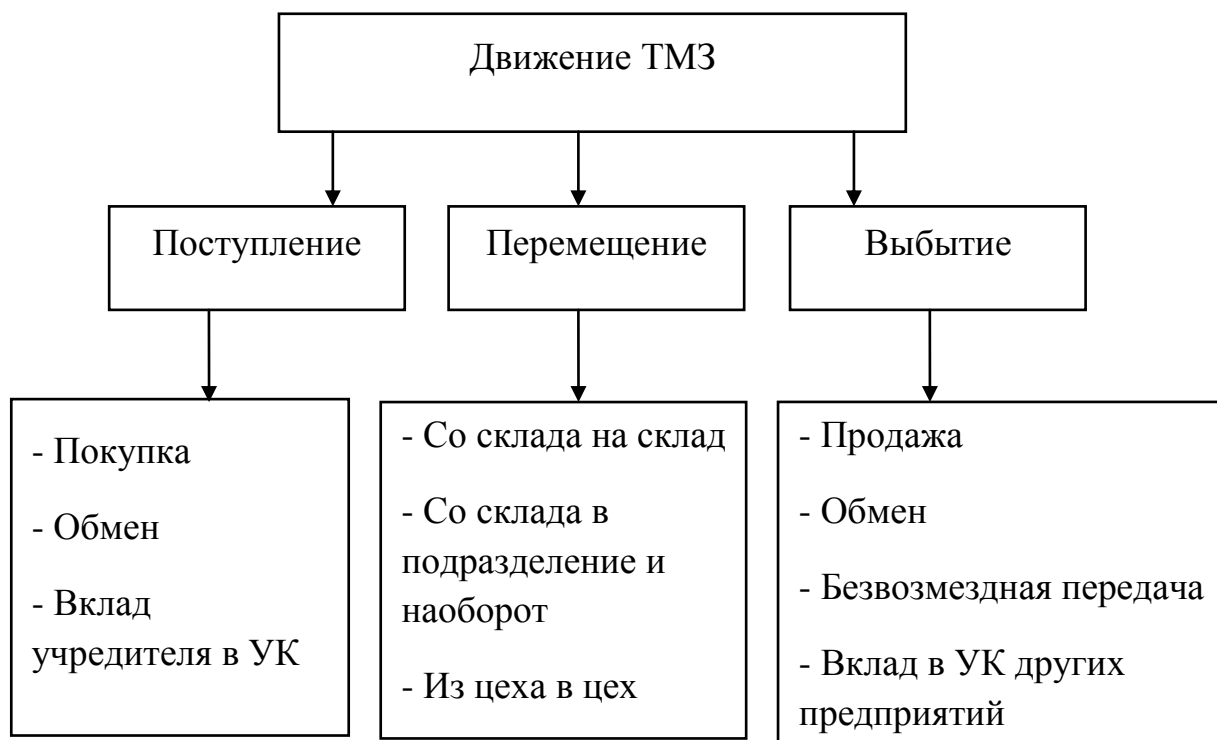 Движение ТМЗ
Поступление
Перемещение
Выбытие
- Покупка
- Обмен
- Вклад
учредителя в УК
- Со склада на склад
- Со склада в
подразделение и
наоборот
- Из цеха в цех
- Продажа
- Обмен
- Безвозмездная передача
- Вклад в УК других
предприятий